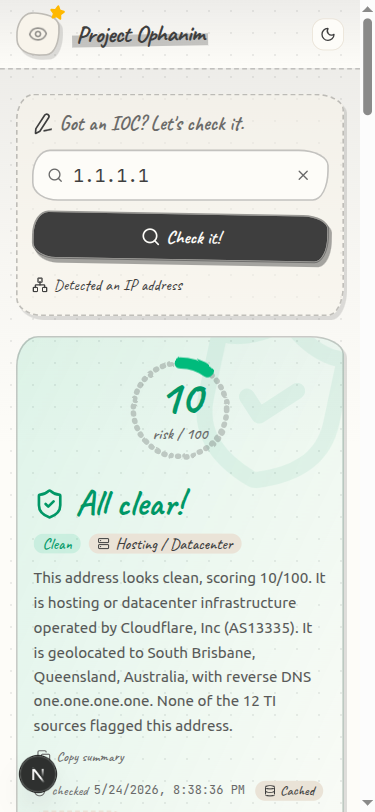 Project Ophanim
Got an IOC? Let's check it.
1.1.1.1
Check it!
Detected an IP address
10
risk / 100
All clear!
Clean
Hosting / Datacenter
This address looks clean, scoring 10/100. It
is hosting or datacenter infrastructure
operated by Cloudflare, Inc (AS13335). It
is geolocated to South Brisbane,
Queensland, Australia, with reverse DNS
one.one.one.one. None of the 12 TI
sources flagged this address.
Copy summary
N
checked 5/24/2026, 8:38:36 PM
Cached